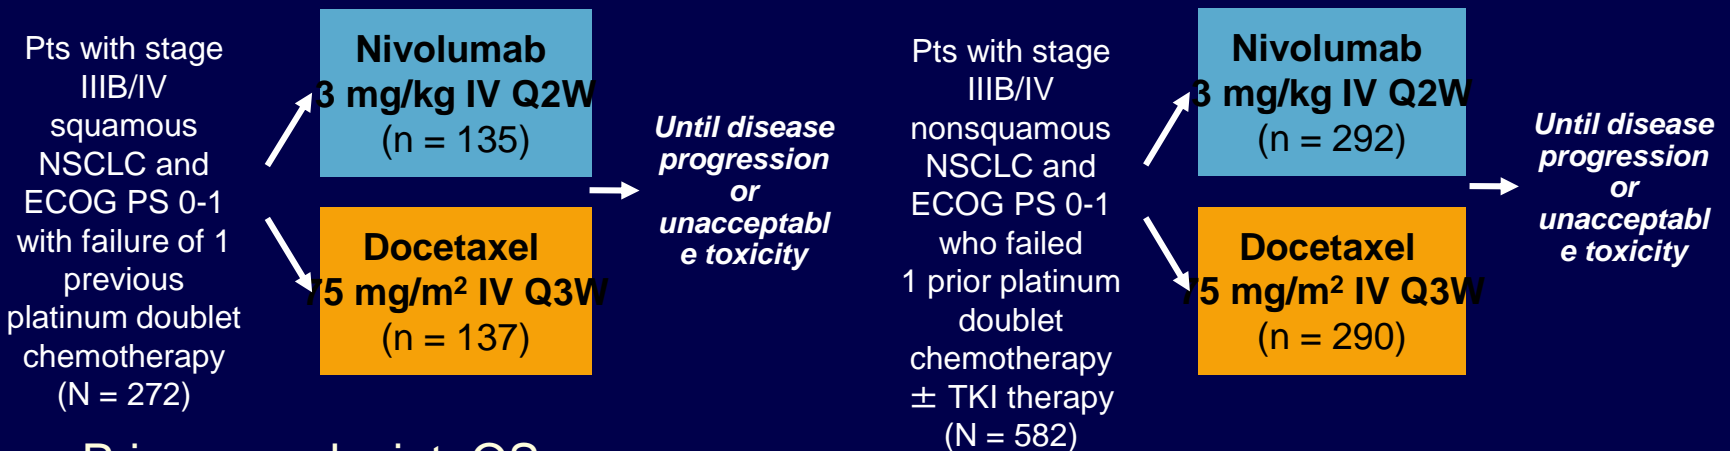 Pts with stage
IIIB/IV
squamous
NSCLC and
ECOG PS 0-1
with failure of 1
previous
platinum doublet
chemotherapy
(N = 272)
Nivolumab
3 mg/kg IV Q2W
(n = 135)
Docetaxel
75 mg/m² IV Q3W
(n = 137)
Until disease
progression
or
unacceptabl
e toxicity
Pts with stage
IIIB/IV
nonsquamous
NSCLC and
ECOG PS 0-1
who failed
1 prior platinum
doublet
chemotherapy
± TKI therapy
(N = 582)
Nivolumab
3 mg/kg IV Q2W
(n = 292)
Docetaxel
75 mg/m² IV Q3W
(n = 290)
Until disease
progression
or
unacceptabl
e toxicity